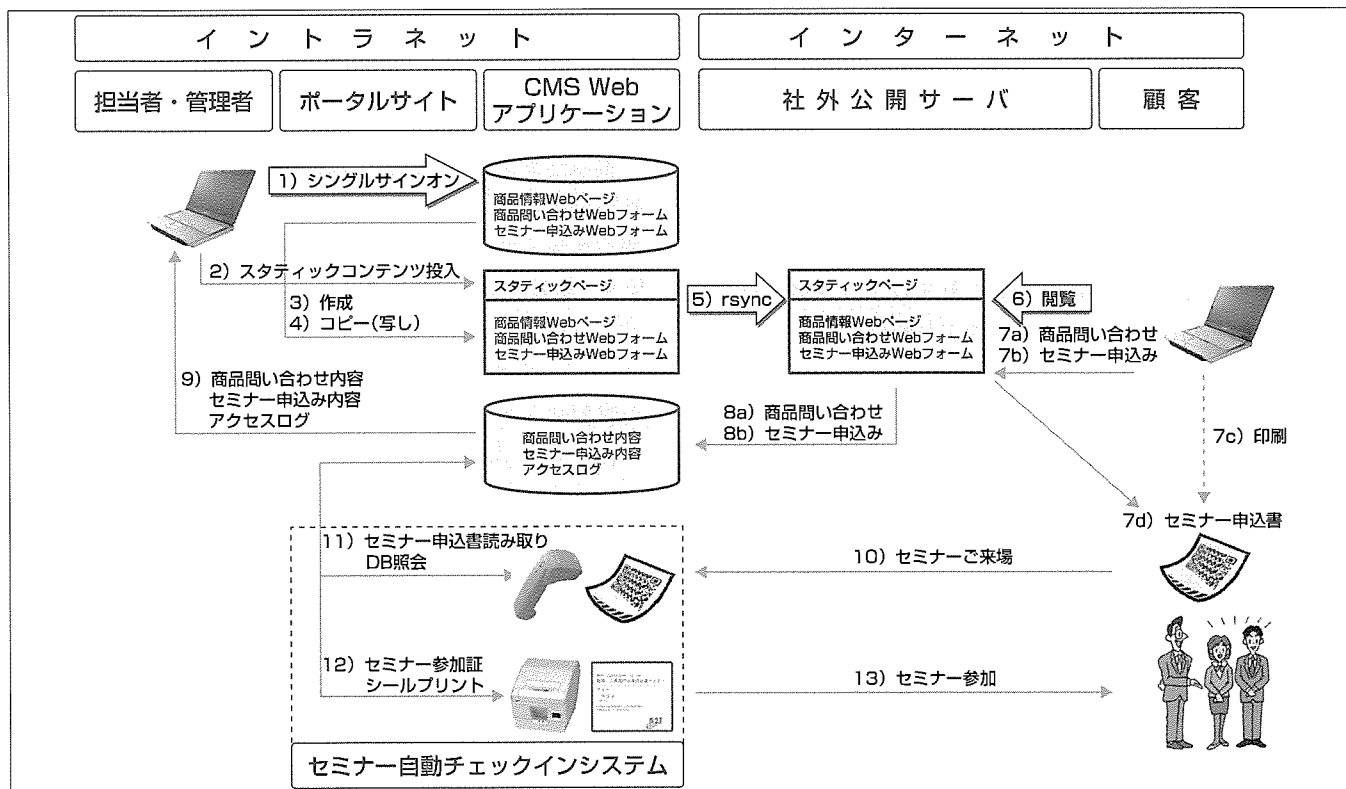 イントラネット
インターネット
担当者・管理者
ポータルサイト
CMS Web
アプリケーション
社外公開サーバ
顧客
1) シングルサインオン
商品情報Webページ
商品問い合わせWebフォーム
セミナー申込みWebフォーム
2) スタティックコンテンツ投入
3) 作成
4) コピー(写し)
スタティックページ
商品情報Webページ
商品問い合わせWebフォーム
セミナー申込みWebフォーム
5) rsync
スタティックページ
商品情報Webページ
商品問い合わせWebフォーム
セミナー申込みWebフォーム
6) 閲覧
7a) 商品問い合わせ
7b) セミナー申込み
9) 商品問い合わせ内容
セミナー申込み内容
アクセスログ
8a) 商品問い合わせ
8b) セミナー申込み
商品問い合わせ内容
セミナー申込み内容
アクセスログ
7c) 印刷
7d) セミナー申込書
11) セミナー申込書読み取り
DB照会
10) セミナーご来場
12) セミナー参加証
シールプリント
13) セミナー参加
セミナー自動チェックインシステム